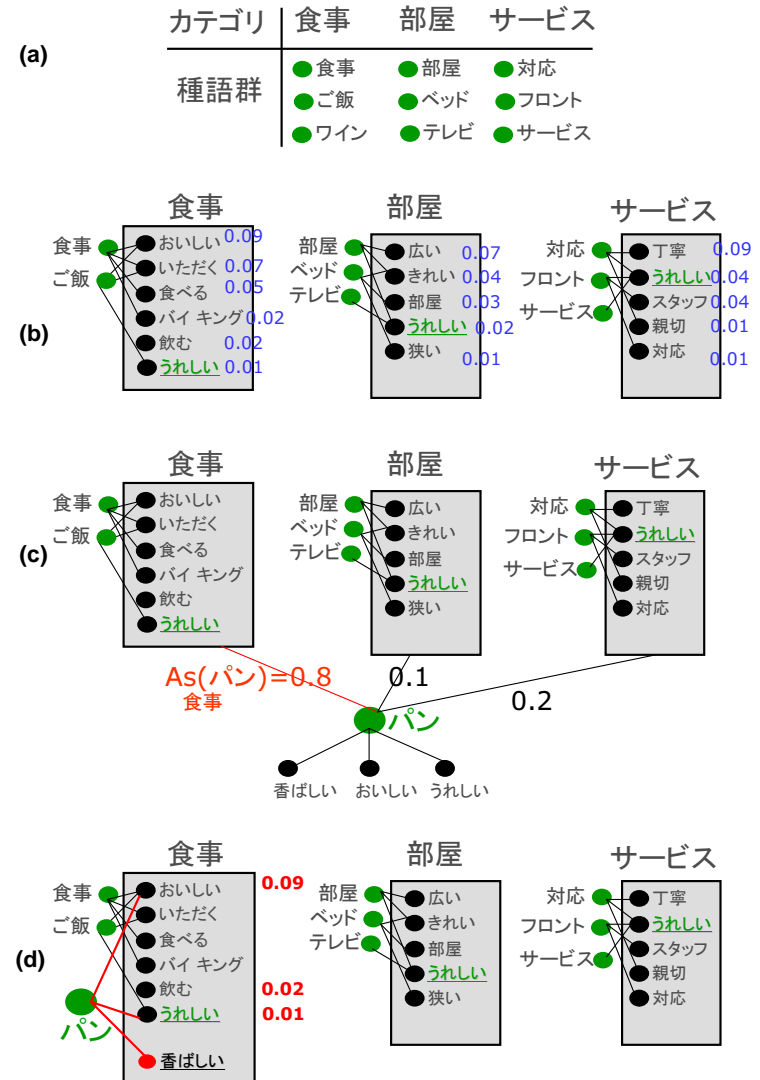 カテゴリ 食事 部屋 サービス
(a)
種語群
食事 部屋 対応
ご飯 ベッド フロント
ワイン テレビ サービス
(b)
食事
食事
ご飯
おいしい 0.09
いただく 0.07
食べる 0.05
バイ キング 0.02
飲む 0.02
うれしい 0.01
部屋
部屋
ベッド
テレビ
広い 0.07
きれい 0.04
部屋 0.03
うれしい 0.02
狭い 0.01
サービス
対応
フロント
サービス
丁寧 0.09
うれしい 0.04
スタッフ 0.04
親切 0.01
対応 0.01
(c)
食事
食事
ご飯
おいしい
いただく
食べる
バイ キング
飲む
うれしい
部屋
部屋
ベッド
テレビ
広い
きれい
部屋
うれしい
狭い
サービス
対応
フロント
サービス
丁寧
うれしい
スタッフ
親切
対応
As(パン)=0.8 0.1 0.2
食事
パン
香ばしい おいしい うれしい
(d)
食事
食事
ご飯
パン
おいしい 0.09
いただく
食べる
バイ キング
飲む 0.02
うれしい 0.01
香ばしい
部屋
部屋
ベッド
テレビ
広い
きれい
部屋
うれしい
狭い
サービス
対応
フロント
サービス
丁寧
うれしい
スタッフ
親切
対応